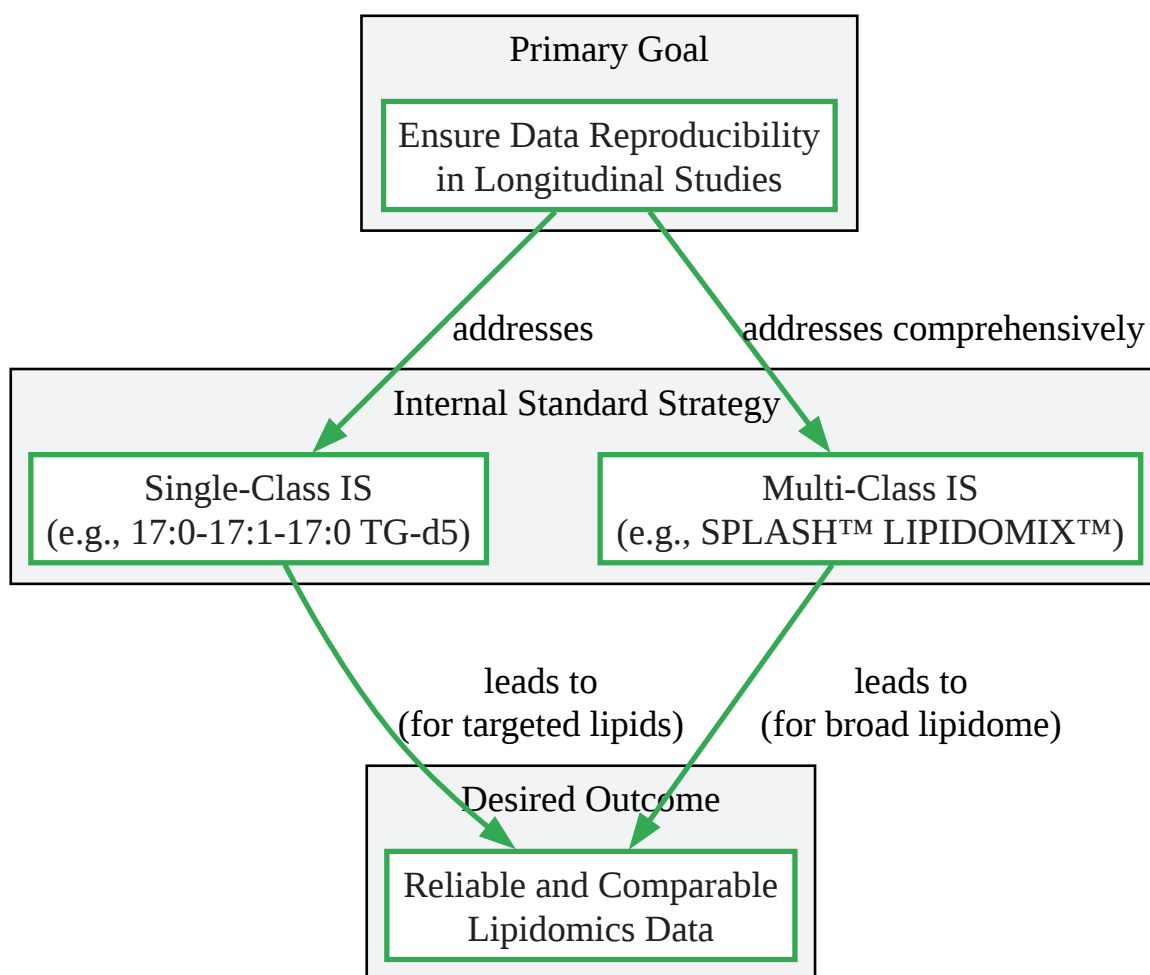 Primary Goal
Ensure Data Reproducibility
in Longitudinal Studies
addresses
addresses comprehensively
Internal Standard Strategy
Single-Class IS
(e.g., 17:0-17:1-17:0 TG-d5)
Multi-Class IS
(e.g., SPLASH™ LIPIDOMIX™)
leads to
(for targeted lipids)
leads to
(for broad lipidome)
Desired Outcome
Reliable and Comparable
Lipidomics Data